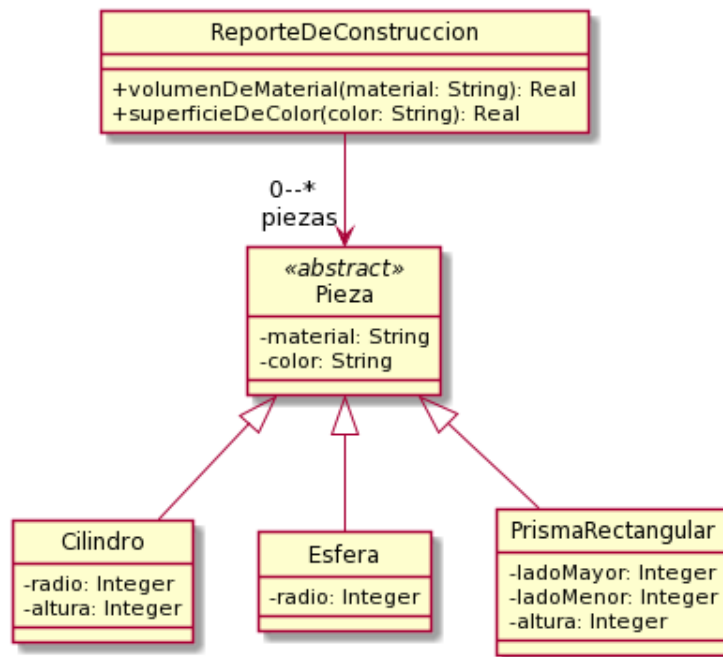 ReporteDeConstruccion
+volumenDeMaterial(material: String): Real
+superficieDeColor(color: String): Real
0--*
piezas
«abstract»
Pieza
-material: String
-color: String
Cilindro
-radio: Integer
-altura: Integer
Esfera
-radio: Integer
PrismaRectangular
-ladoMayor: Integer
-ladoMenor: Integer
-altura: Integer